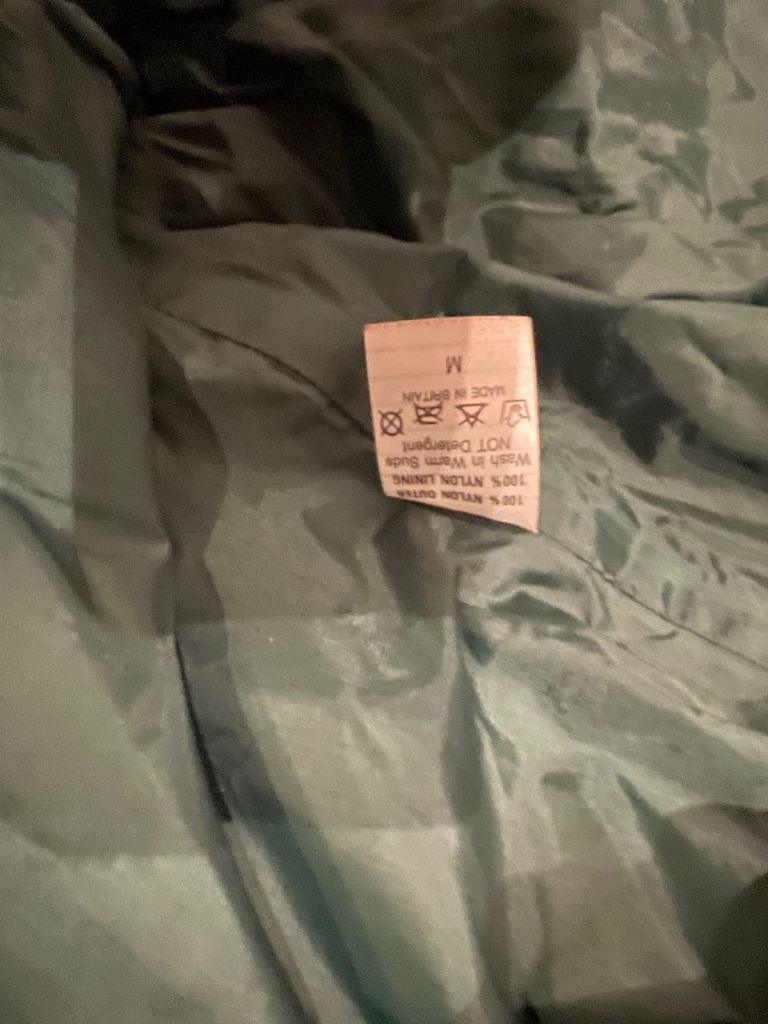 100% NYLON OUTER
100% NYLON LINING
Wash in Warm Suds
NOT Detergent
MADE IN BRITAIN
M